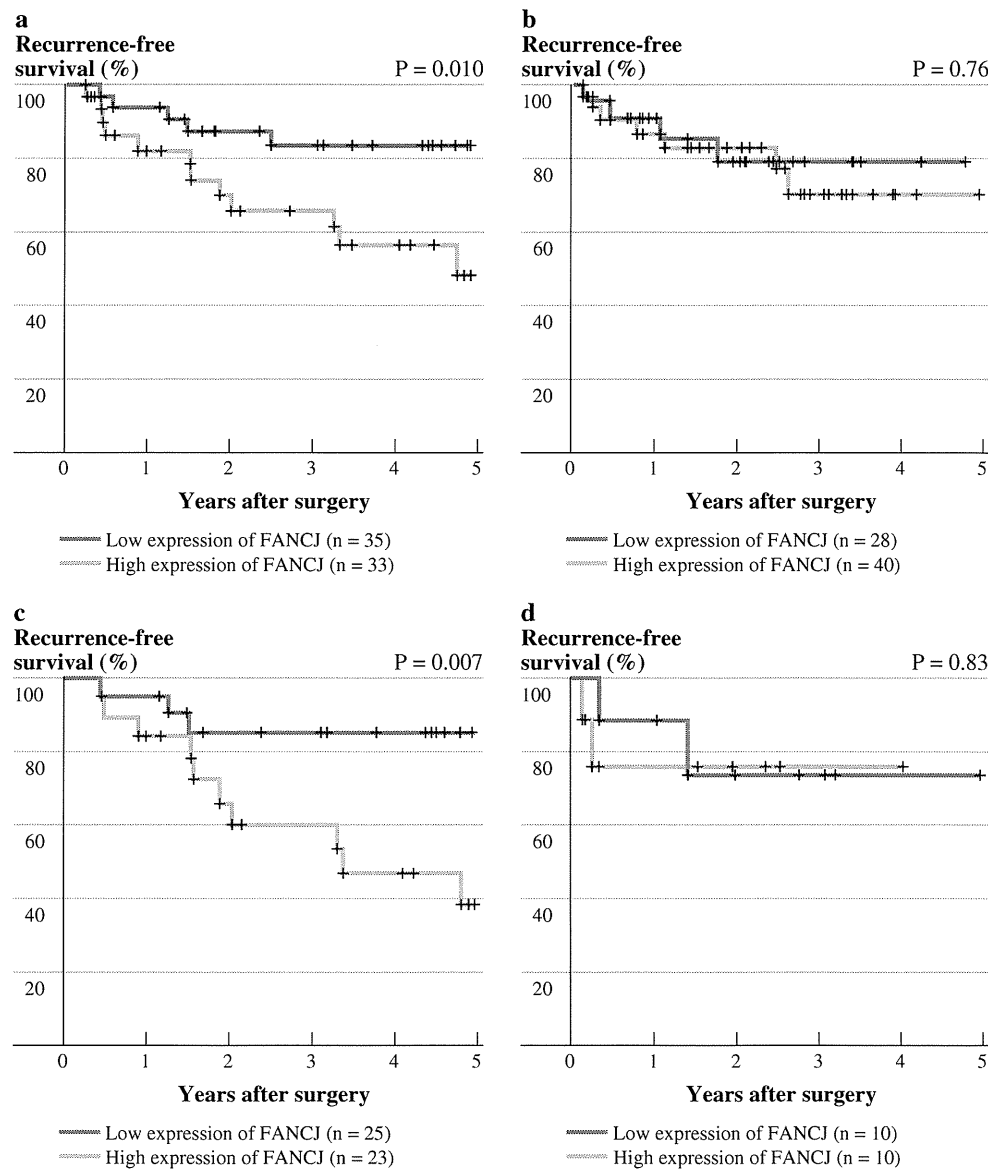 a
Recurrence-free
survival (%)
P = 0.010
100
80
60
40
20
0 1 2 3 4 5
Years after surgery
Low expression of FANCJ (n = 35)
High expression of FANCJ (n = 33)
b
Recurrence-free
survival (%)
P = 0.76
100
80
60
40
20
0 1 2 3 4 5
Years after surgery
Low expression of FANCJ (n = 28)
High expression of FANCJ (n = 40)
c
Recurrence-free
survival (%)
P = 0.007
100
80
60
40
20
0 1 2 3 4 5
Years after surgery
Low expression of FANCJ (n = 25)
High expression of FANCJ (n = 23)
d
Recurrence-free
survival (%)
P = 0.83
100
80
60
40
20
0 1 2 3 4 5
Years after surgery
Low expression of FANCJ (n = 10)
High expression of FANCJ (n = 10)